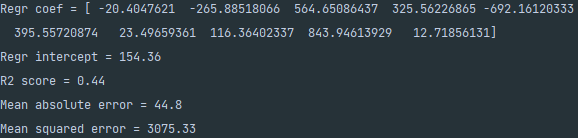 Regr coef = [ -20.4047621  -265.88518066  564.65086437  325.56226865 -692.16120333
  395.55720874   23.49659361  116.36402337  843.94613929   12.71856131]
Regr intercept = 154.36
R2 score = 0.44
Mean absolute error = 44.8
Mean squared error = 3075.33